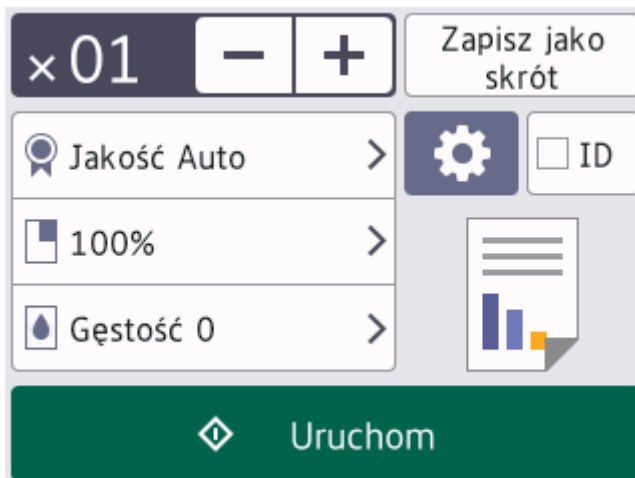 ×01 − +
Zapisz jako
skrót
Jakość Auto
ID
100%
Gęstość 0
Uruchom